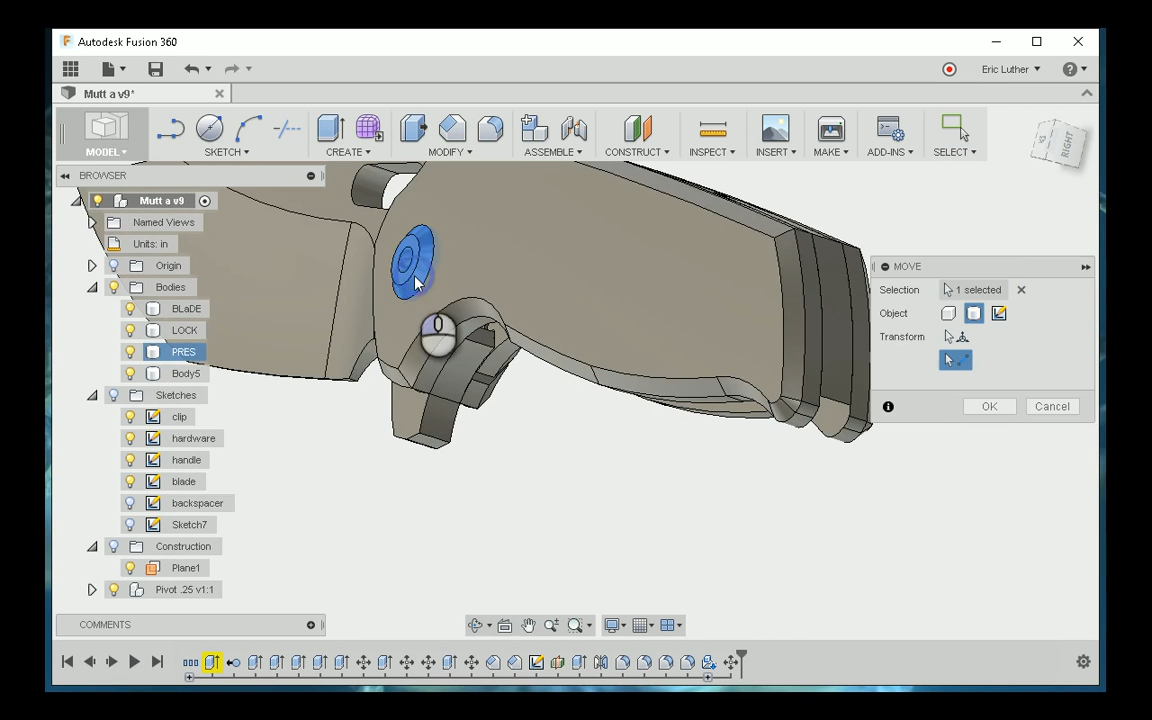 Autodesk Fusion 360
Eric Luther
Mutt a v9*
MODEL
SKETCH
CREATE
MODIFY
ASSEMBLE
CONSTRUCT
INSPECT
INSERT
MAKE
ADD-INS
SELECT
RIGHT
BROWSER
Mutt a v9
Named Views
Units: in
Origin
Bodies
BLaDE
LOCK
PRES
Body5
Sketches
clip
hardware
handle
blade
backspacer
Sketch7
Construction
Plane1
Pivot .25 v1:1
MOVE
Selection 1 selected
Object
Transform
OK Cancel
COMMENTS